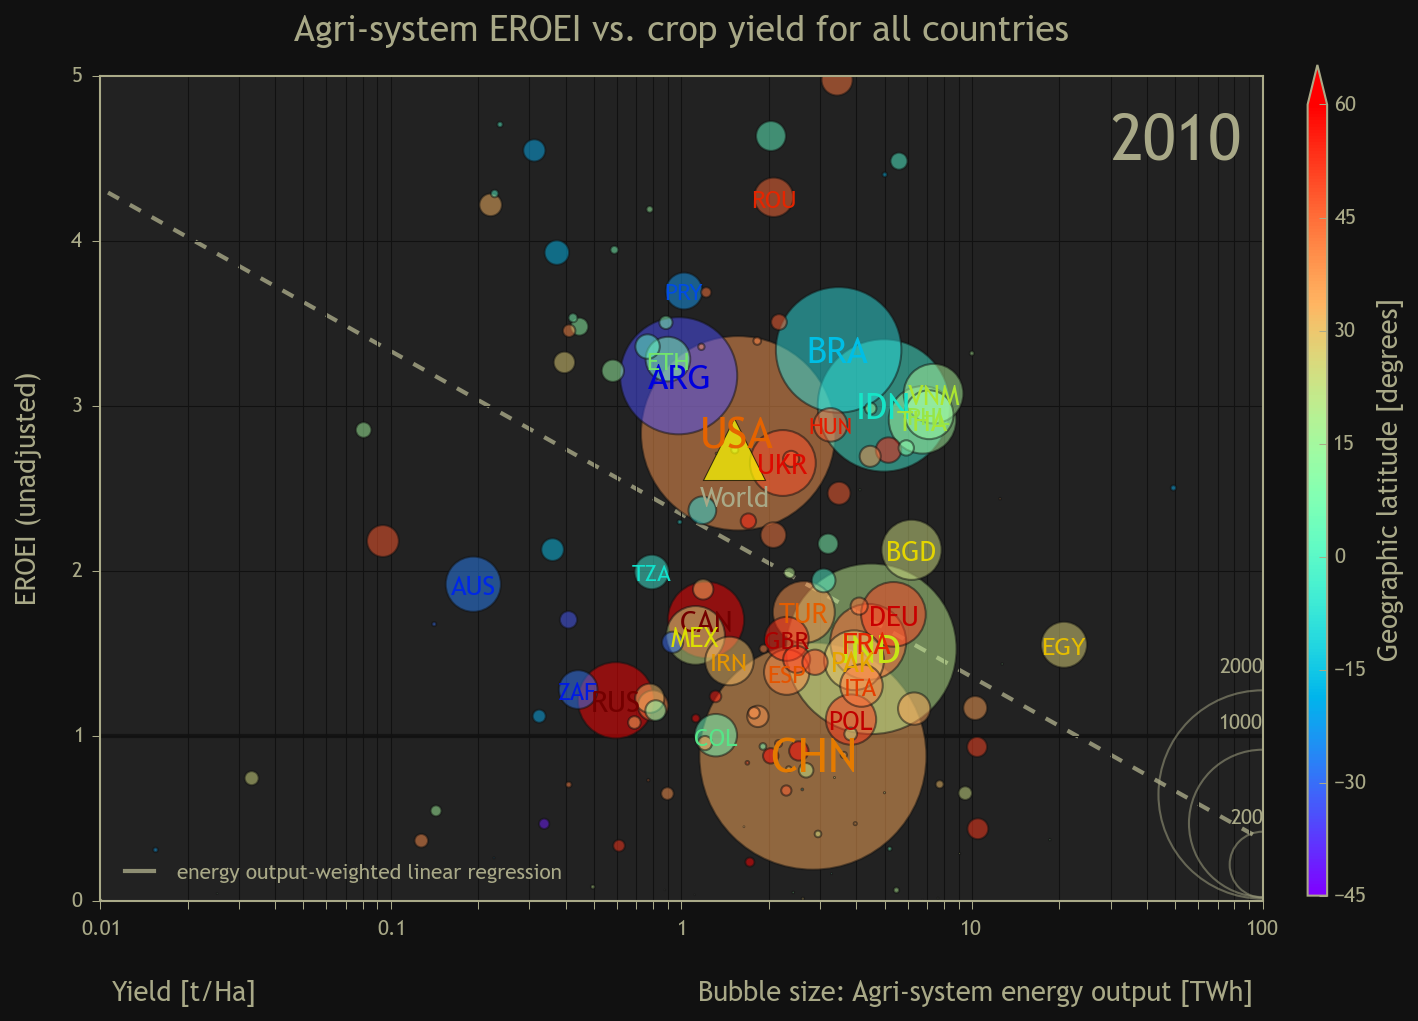 Agri-system EROEI vs. crop yield for all countries
2010
EROEI (unadjusted)
5
4
3
2
1
0
ROU
PRY
BRA
ETH
ARG
IDN
VNM
PHL
THA
HUN
USA
UKR
World
BGD
TZA
AUS
TUR
DEU
CAN
GBR
MEX
FRA
IND
EGY
IRN
PAK
ESP
ITA
ZAF
RUS
POL
COL
CHN
2000
1000
200
energy output-weighted linear regression
0.01
0.1
1
10
100
Yield [t/Ha]
Bubble size: Agri-system energy output [TWh]
60
45
30
15
0
−15
−30
−45
Geographic latitude [degrees]